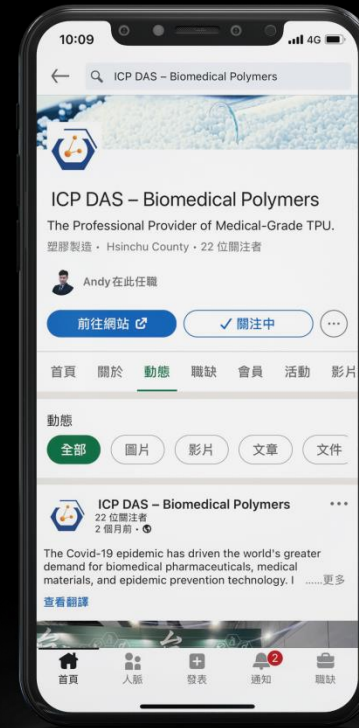 10:09
4G
ICP DAS – Biomedical Polymers
ICP DAS – Biomedical Polymers
The Professional Provider of Medical-Grade TPU.
塑膠製造・Hsinchu County・22 位關注者
Andy在此任職
前往網站
✓ 關注中
首頁 關於 動態 職缺 會員 活動 影片
動態
全部 圖片 影片 文章 文件
ICP DAS – Biomedical Polymers
22 位關注者
2 個月前・
The Covid-19 epidemic has driven the world's greater
demand for biomedical pharmaceuticals, medical
materials, and epidemic prevention technology. I ......更多
查看翻譯
2
首頁 人脈 發表 通知 職缺